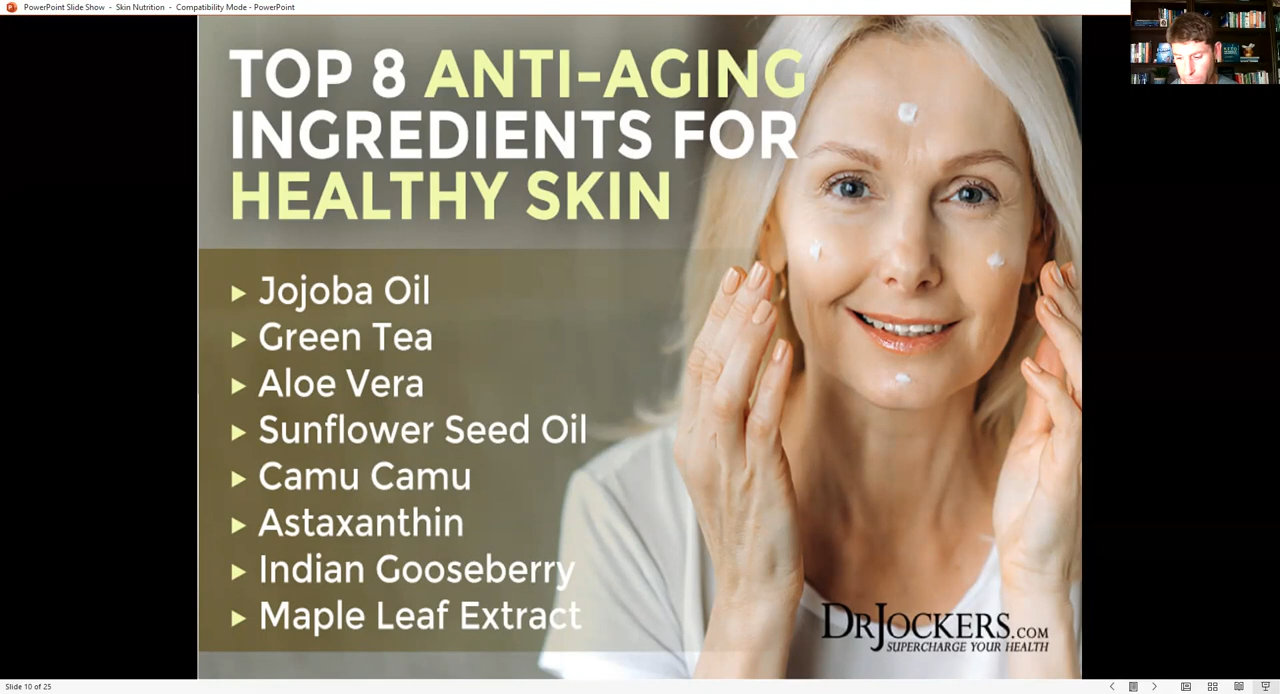 PowerPoint Slide Show - Skin Nutrition - Compatibility Mode - PowerPoint
TOP 8 ANTI-AGING
INGREDIENTS FOR
HEALTHY SKIN
Jojoba Oil
Green Tea
Aloe Vera
Sunflower Seed Oil
Camu Camu
Astaxanthin
Indian Gooseberry
Maple Leaf Extract
DRJOCKERS.COM
SUPERCHARGE YOUR HEALTH
Slide 10 of 25